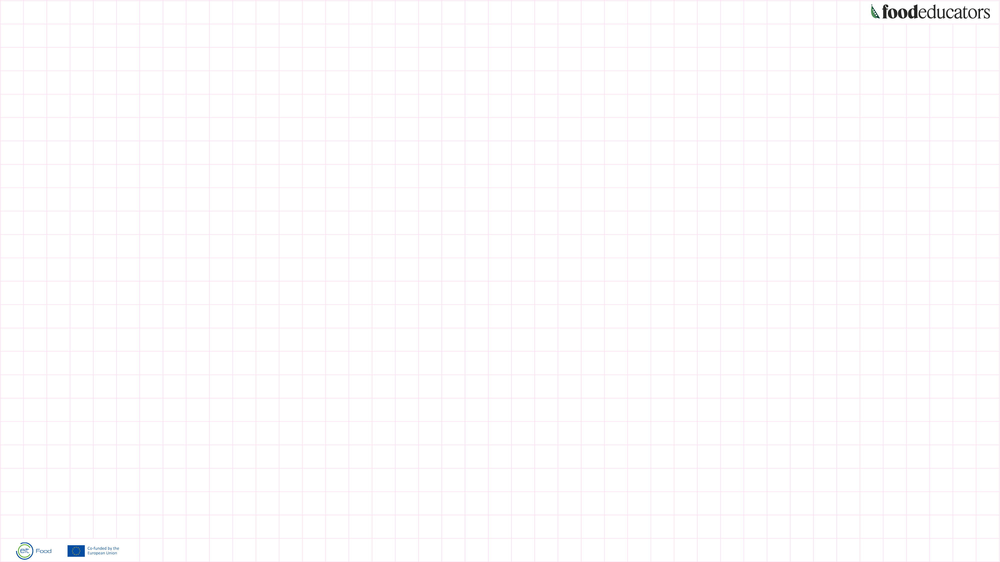 foodeducators
eit Food
Co-funded by the
European Union